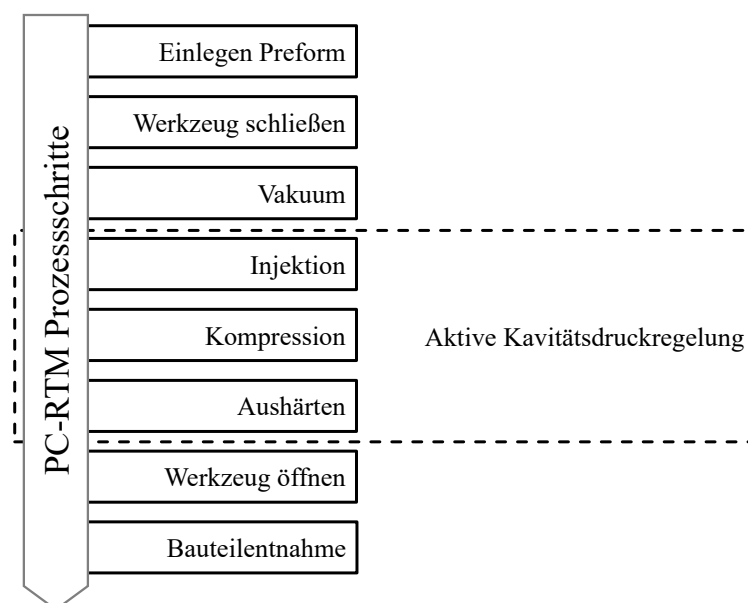 PC-RTM Prozessschritte
Einlegen Preform
Werkzeug schließen
Vakuum
Injektion
Kompression
Aktive Kavitätsdruckregelung
Aushärten
Werkzeug öffnen
Bauteilentnahme